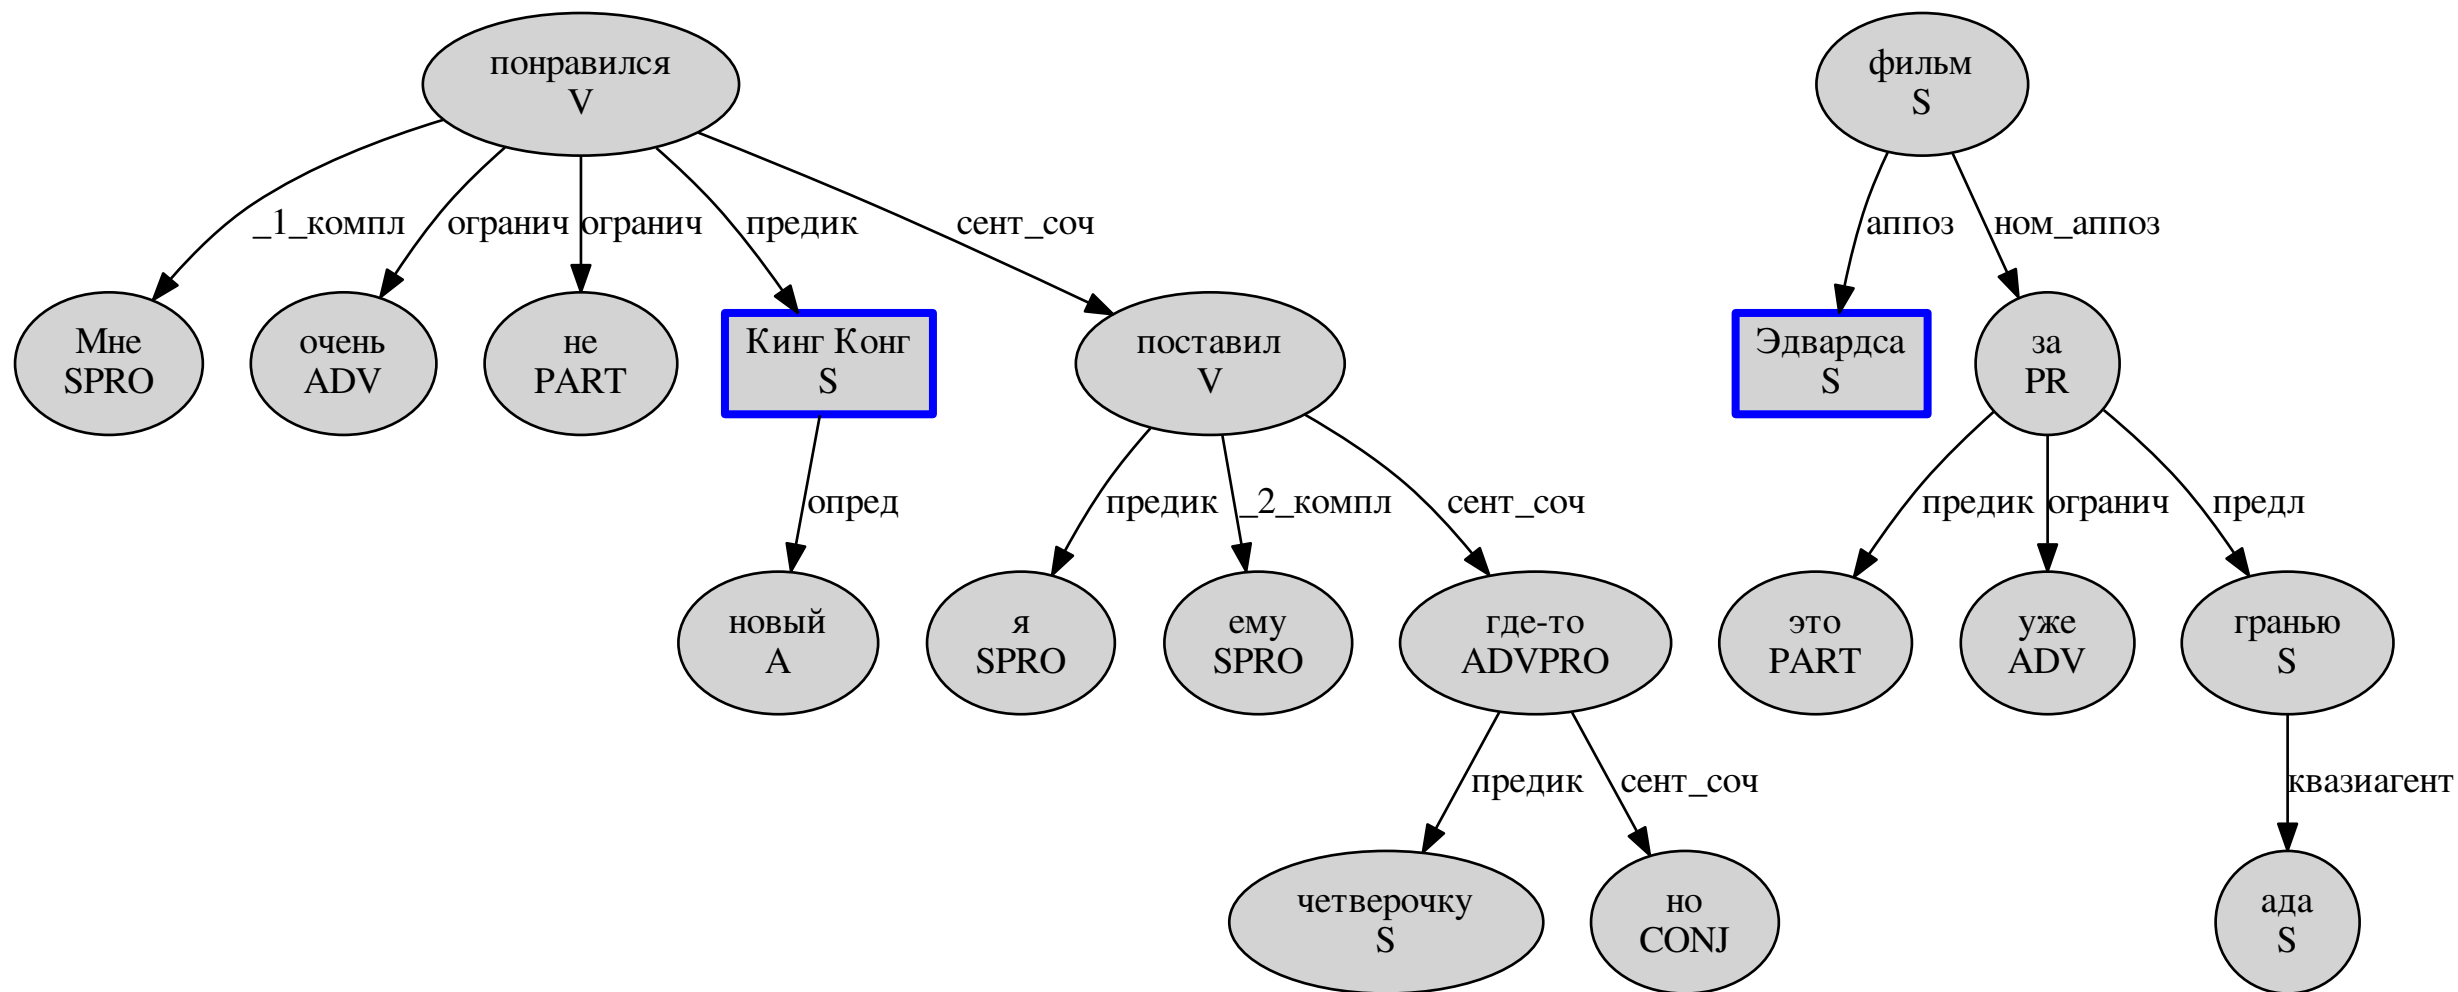 понравился
V
фильм
S
_1_компл
огранич
огранич
предик
сент_соч
аппоз
ном_аппоз
Мне
SPRO
очень
ADV
не
PART
Кинг Конг
S
поставил
V
Эдвардса
S
за
PR
опред
предик
_2_компл
сент_соч
предик
огранич
предл
новый
A
я
SPRO
ему
SPRO
где-то
ADVPRO
это
PART
уже
ADV
гранью
S
предик
сент_соч
квазиагент
четверочку
S
но
CONJ
ада
S